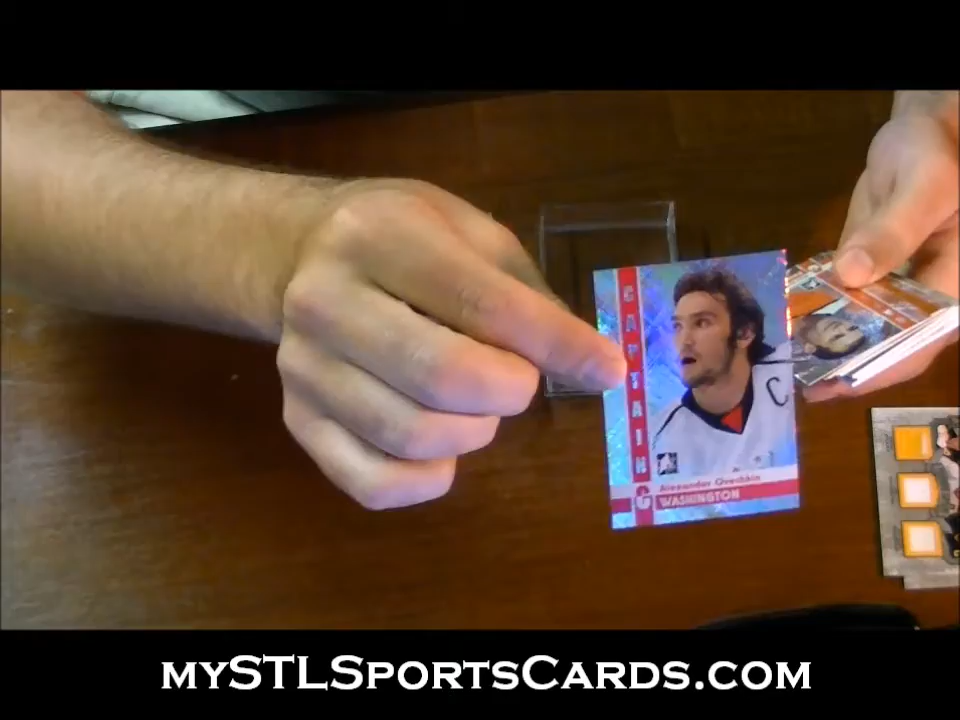 CAPTAIN
C
Alexander Ovechkin
WASHINGTON
C
mySTLSportsCards.com